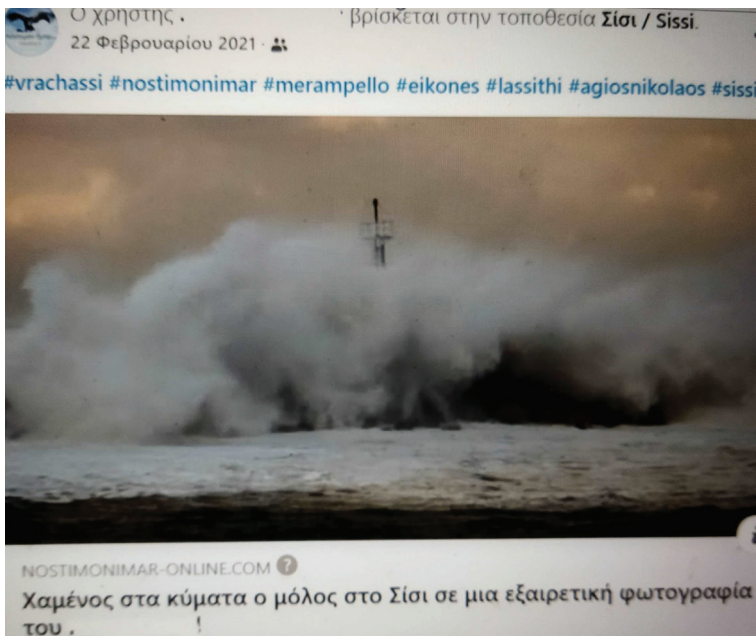 Ο χρήστης .
βρίσκεται στην τοποθεσία Σίσι / Sissi.
22 Φεβρουαρίου 2021 ·
#vrachassi #nostimonimar #merampello #eikones #lassithi #agiosnikolaos #sissi
NOSTIMONIMAR-ONLINE.COM ?
Χαμένος στα κύματα ο μόλος στο Σίσι σε μια εξαιρετική φωτογραφία
του . !